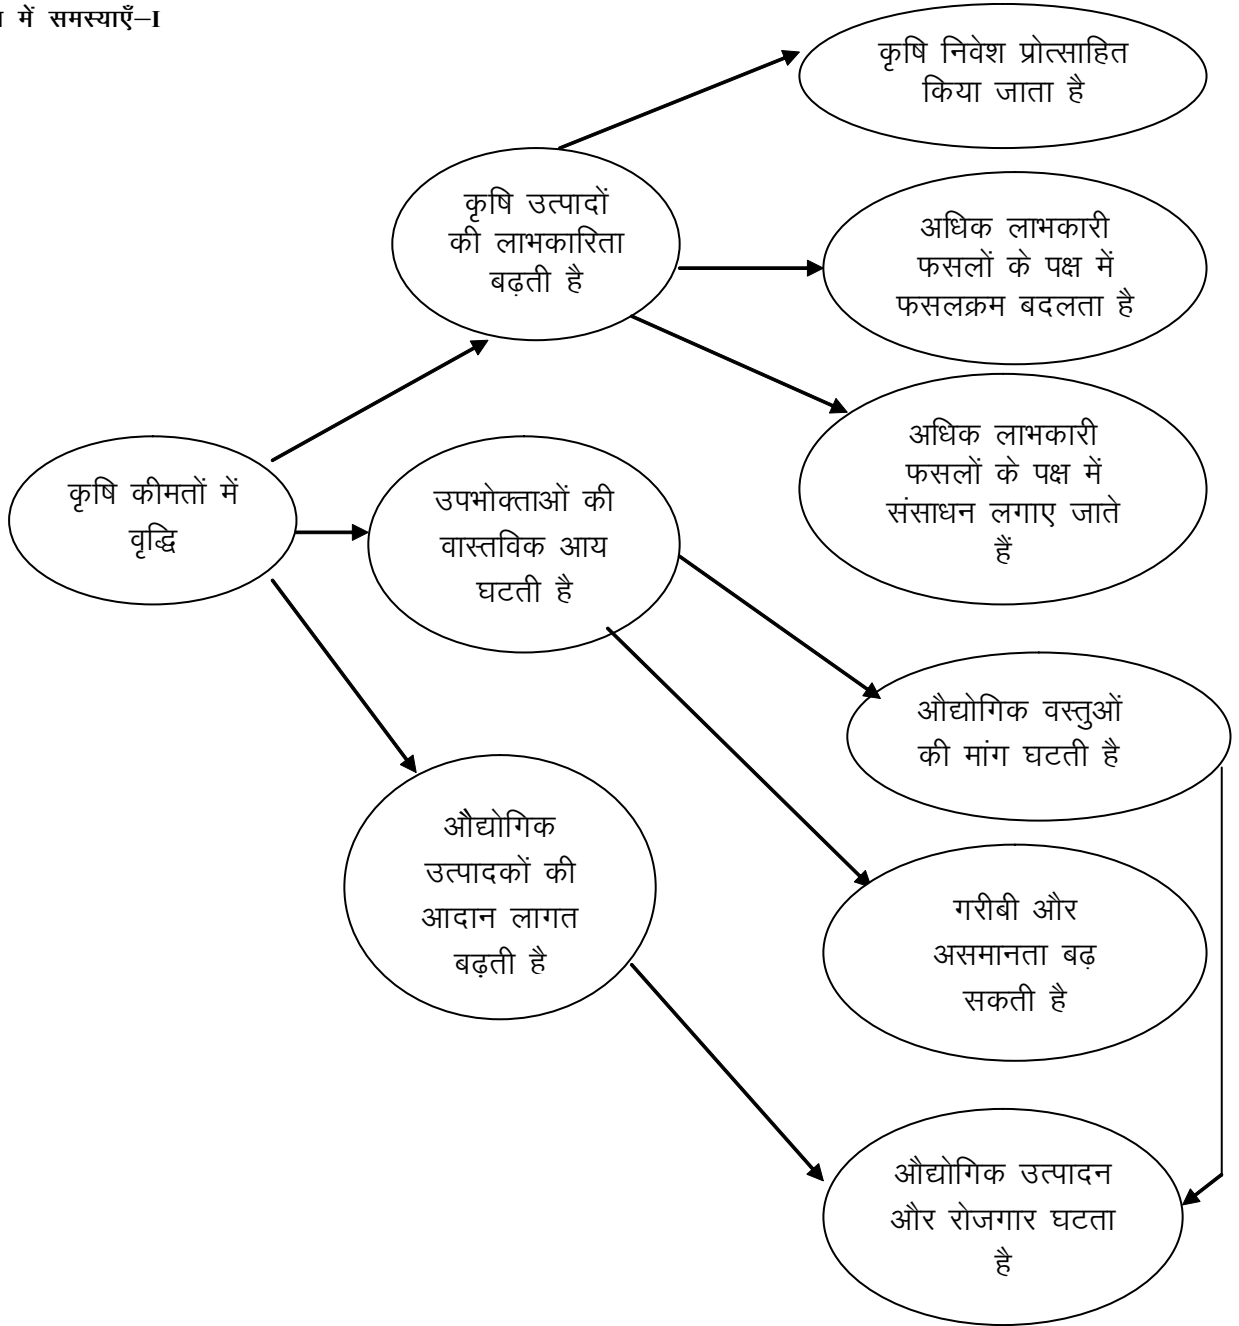 में समस्याएँ–I
कृषि निवेश प्रोत्साहित
किया जाता है
कृषि उत्पादों
की लाभकारिता
बढ़ती है
अधिक लाभकारी
फसलों के पक्ष में
फसलक्रम बदलता है
अधिक लाभकारी
फसलों के पक्ष में
संसाधन लगाए जाते
हैं
कृषि कीमतों में
वृद्धि
उपभोक्ताओं की
वास्तविक आय
घटती है
औद्योगिक वस्तुओं
की मांग घटती है
औद्योगिक
उत्पादकों की
आदान लागत
बढ़ती है
गरीबी और
असमानता बढ़
सकती है
औद्योगिक उत्पादन
और रोजगार घटता
है